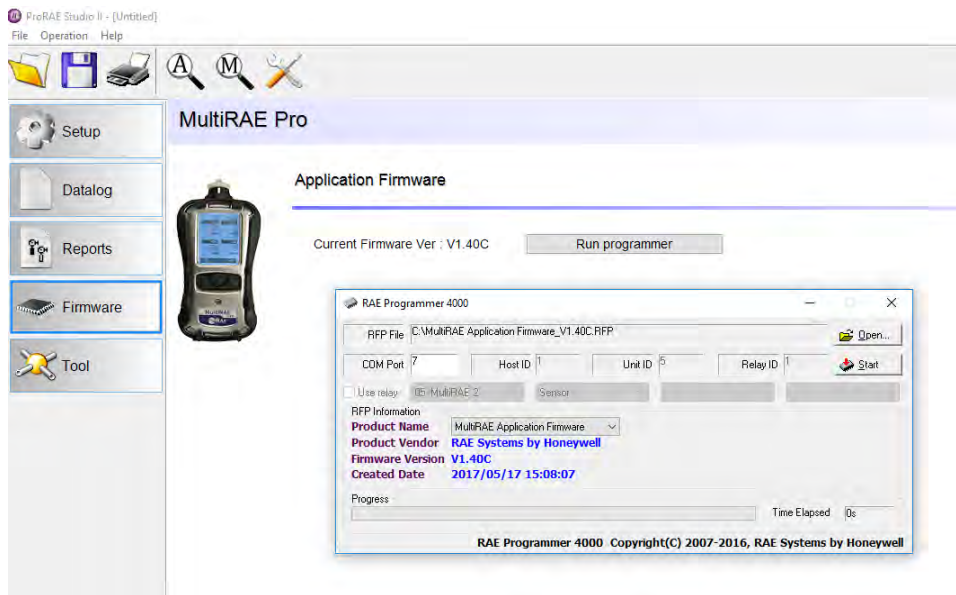 ProRAE Studio II - [Untitled]
File Operation Help
A M
Setup
Datalog
Reports
Firmware
Tool
MultiRAE Pro
Application Firmware
Current Firmware Ver : V1.40C Run programmer
RAE Programmer 4000
RFP File C:\MultiRAE Application Firmware_V1.40C.RFP Open...
COM Port 7 Host ID 1 Unit ID 5 Relay ID 1 Start
Use relay 05-MultiRAE 2 Sensor
RFP Information
Product Name MultiRAE Application Firmware
Product Vendor RAE Systems by Honeywell
Firmware Version V1.40C
Created Date 2017/05/17 15:08:07
Progress
Time Elapsed 0s
RAE Programmer 4000 Copyright(C) 2007-2016, RAE Systems by Honeywell